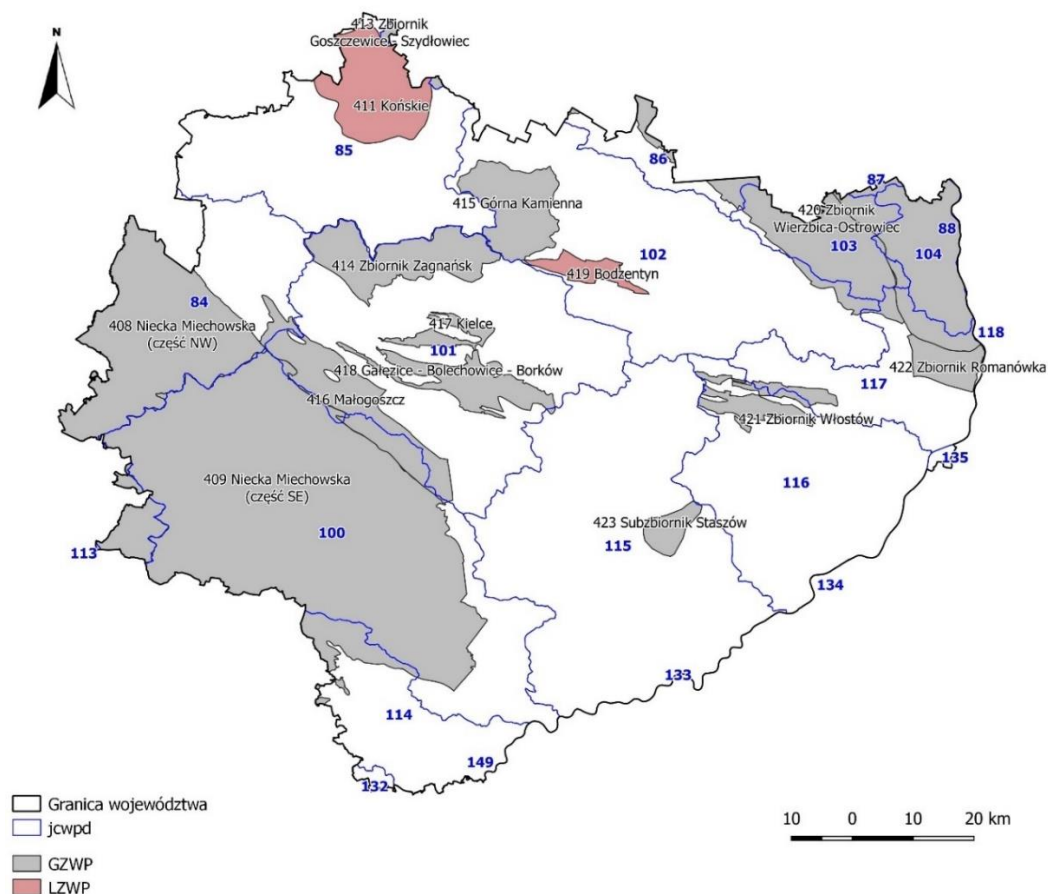 N
413 Zbiornik
Goszczewice - Szydłowiec
411 Końskie
85
86
87
415 Górna Kamienna
420 Zbiornik
Wierzbica-Ostrowiec
88
103
104
102
414 Zbiornik Zagnańsk
419 Bodzentyn
84
408 Niecka Miechowska
(część NW)
417 Kielce
101
118
418 Gałęzice - Bolechowice - Borków
422 Zbiornik Romanówka
117
416 Małogoszcz
421 Zbiornik Włostów
135
409 Niecka Miechowska
(część SE)
116
100
423 Subzbiornik Staszów
115
113
134
133
114
149
132
Granica województwa
jcwpd
GZWP
LZWP
10 0 10 20 km